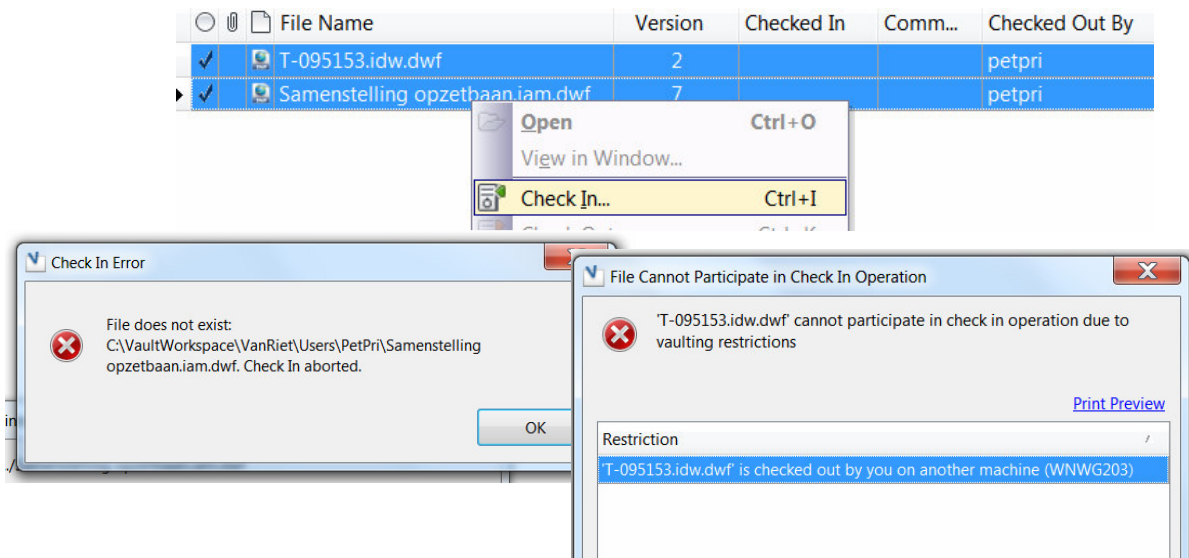 File Name Version Checked In Comm... Checked Out By
T-095153.idw.dwf 2 petpri
Samenstelling opzetbaan.iam.dwf 7 petpri
Open Ctrl+O
View in Window...
Check In... Ctrl+I
Check In Error
File does not exist:
C:\VaultWorkspace\VanRiet\Users\PetPri\Samenstelling
opzetbaan.iam.dwf. Check In aborted.
OK
File Cannot Participate in Check In Operation
'T-095153.idw.dwf' cannot participate in check in operation due to
vaulting restrictions
Print Preview
Restriction
'T-095153.idw.dwf' is checked out by you on another machine (WNWG203)